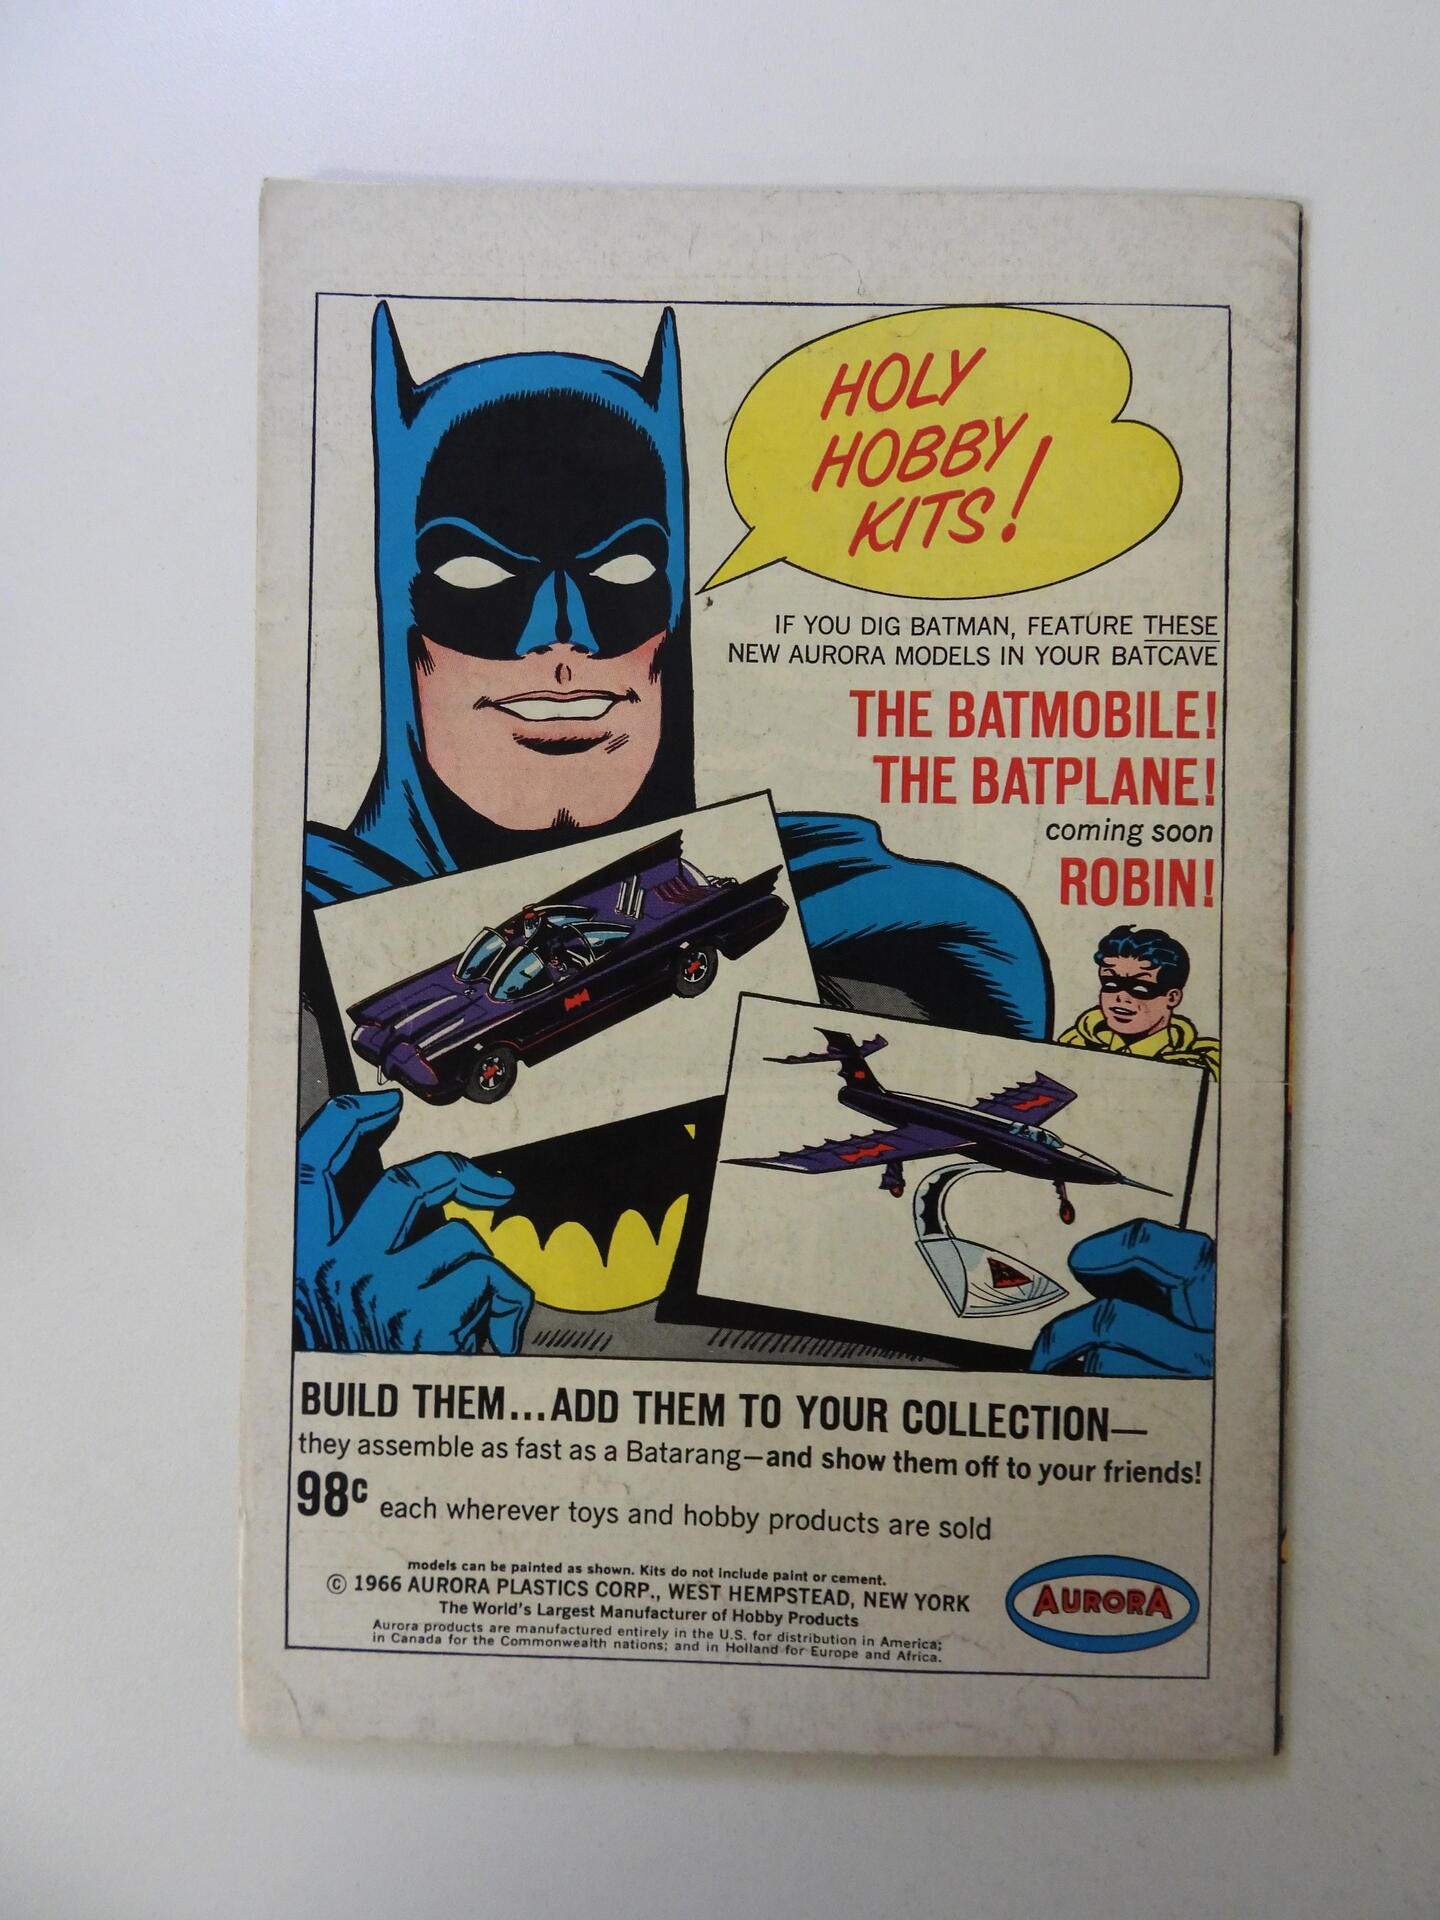 HOLY
HOBBY
KITS!
IF YOU DIG BATMAN, FEATURE THESE
NEW AURORA MODELS IN YOUR BATCAVE
THE BATMOBILE!
THE BATPLANE!
coming soon
ROBIN!
BUILD THEM...ADD THEM TO YOUR COLLECTION—
they assemble as fast as a Batarang—and show them off to your friends!
98c each wherever toys and hobby products are sold
models can be painted as shown. Kits do not include paint or cement.
© 1966 AURORA PLASTICS CORP., WEST HEMPSTEAD, NEW YORK
The World's Largest Manufacturer of Hobby Products
Aurora products are manufactured entirely in the U.S. for distribution in America;
in Canada for the Commonwealth nations; and in Holland for Europe and Africa.
AURORA